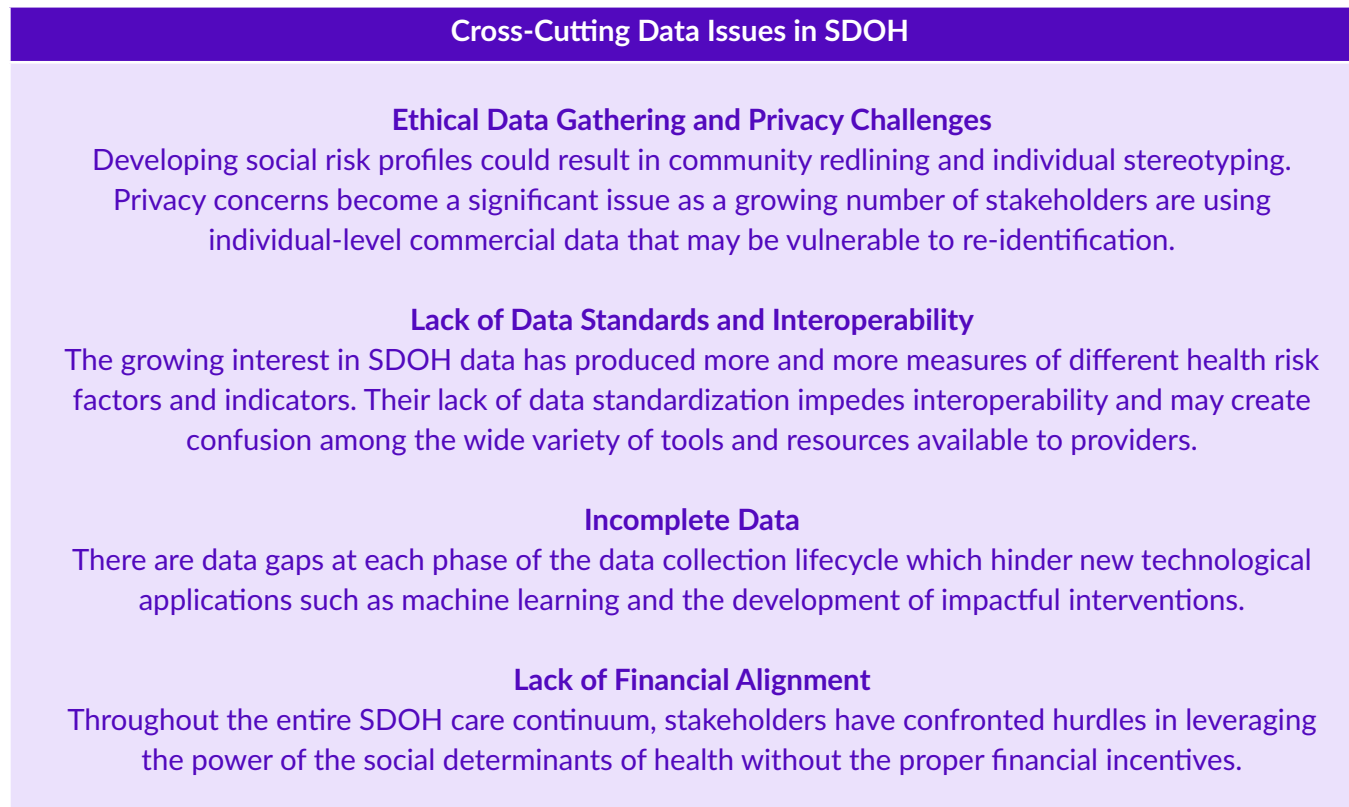 Cross-Cutting Data Issues in SDOH
Ethical Data Gathering and Privacy Challenges
Developing social risk profiles could result in community redlining and individual stereotyping.
Privacy concerns become a significant issue as a growing number of stakeholders are using
individual-level commercial data that may be vulnerable to re-identification.
Lack of Data Standards and Interoperability
The growing interest in SDOH data has produced more and more measures of different health risk
factors and indicators. Their lack of data standardization impedes interoperability and may create
confusion among the wide variety of tools and resources available to providers.
Incomplete Data
There are data gaps at each phase of the data collection lifecycle which hinder new technological
applications such as machine learning and the development of impactful interventions.
Lack of Financial Alignment
Throughout the entire SDOH care continuum, stakeholders have confronted hurdles in leveraging
the power of the social determinants of health without the proper financial incentives.